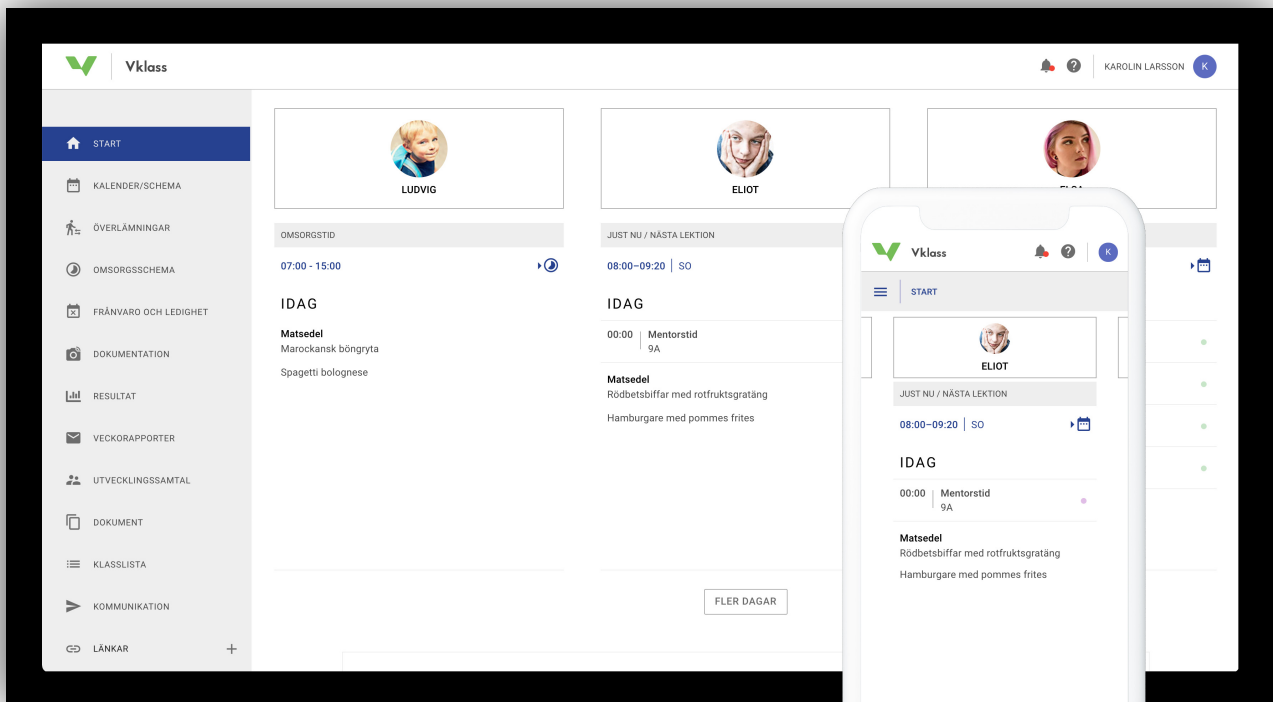 Vklass
KAROLIN LARSSON
K
START
KALENDER/SCHEMA
ÖVERLÄMNINGAR
OMSORGSSCHEMA
FRÅNVARO OCH LEDIGHET
DOKUMENTATION
RESULTAT
VECKORAPPORTER
UTVECKLINGSSAMTAL
DOKUMENT
KLASSLISTA
KOMMUNIKATION
LÄNKAR
LUDVIG
OMSORGSTID
07:00 - 15:00
IDAG
Matsedel
Marockansk böngryta
Spagetti bolognese
ELIOT
JUST NU / NÄSTA LEKTION
08:00–09:20 | SO
IDAG
00:00 | Mentorstid
9A
Matsedel
Rödbetsbiffar med rotfruktsgratäng
Hamburgare med pommes frites
FLER DAGAR
Vklass
K
START
ELIOT
JUST NU / NÄSTA LEKTION
08:00–09:20 | SO
IDAG
00:00 | Mentorstid
9A
Matsedel
Rödbetsbiffar med rotfruktsgratäng
Hamburgare med pommes frites